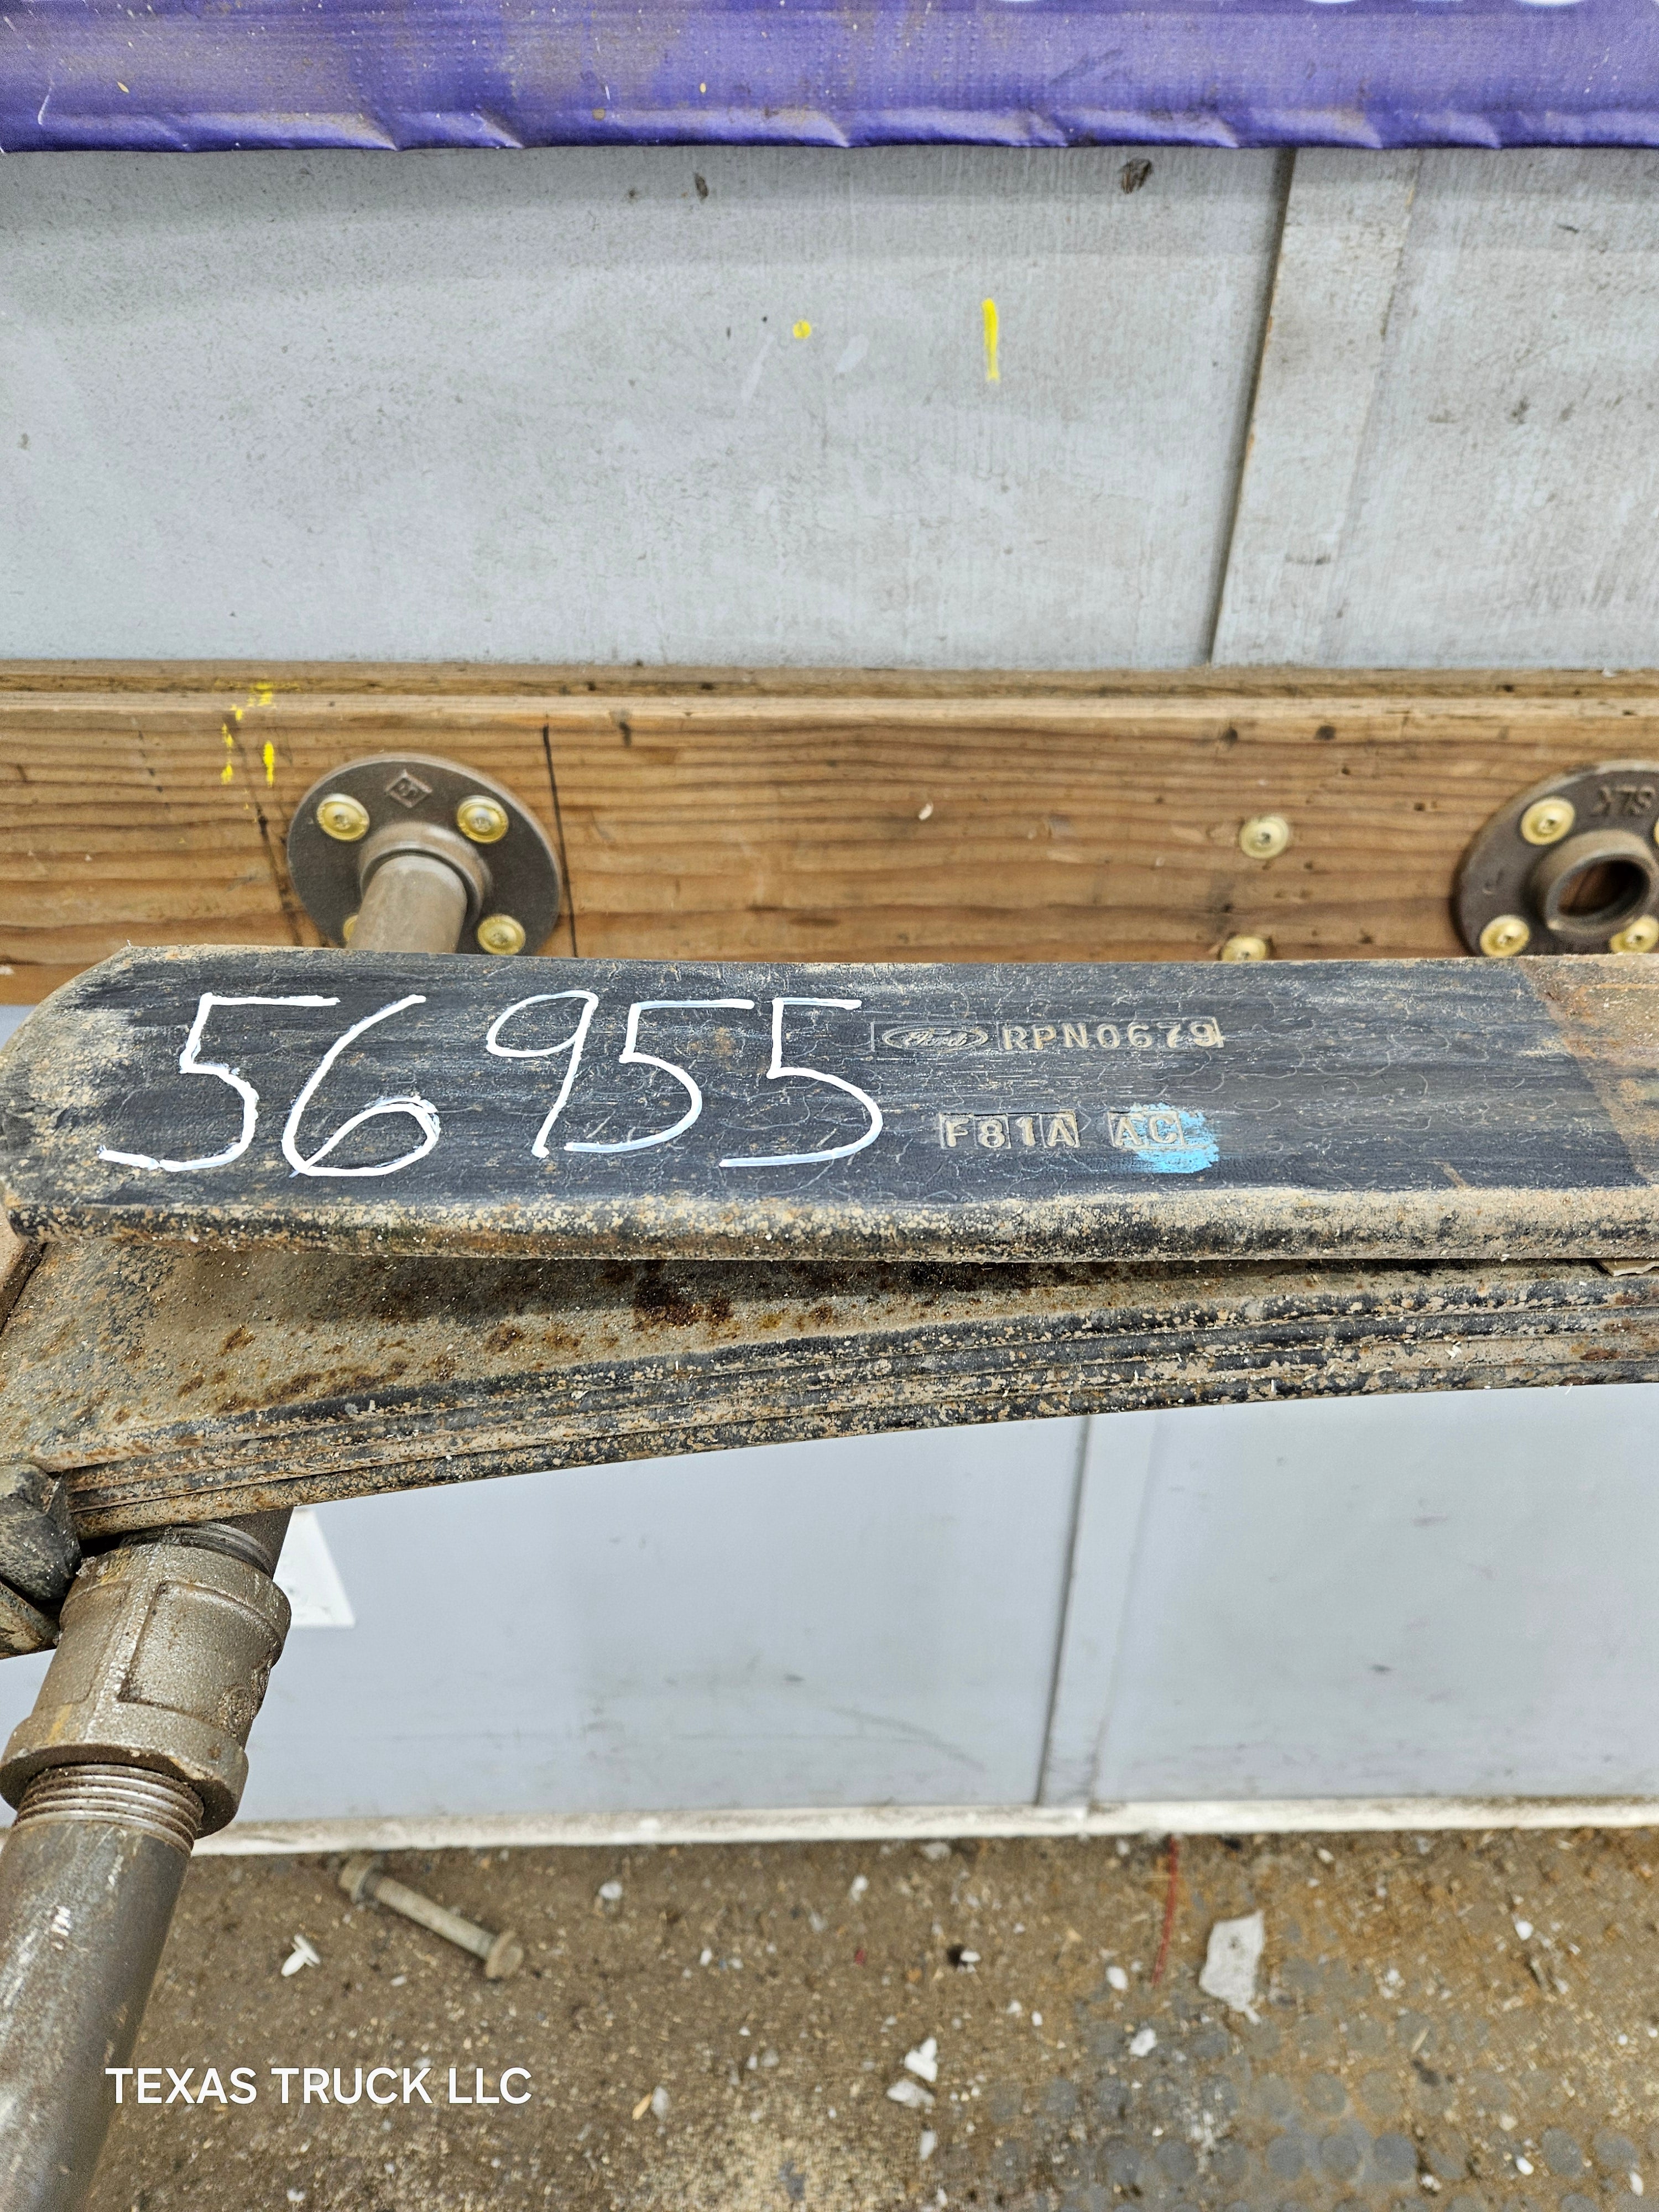 56955
Ford RPN0679
F81A AC
TEXAS TRUCK LLC